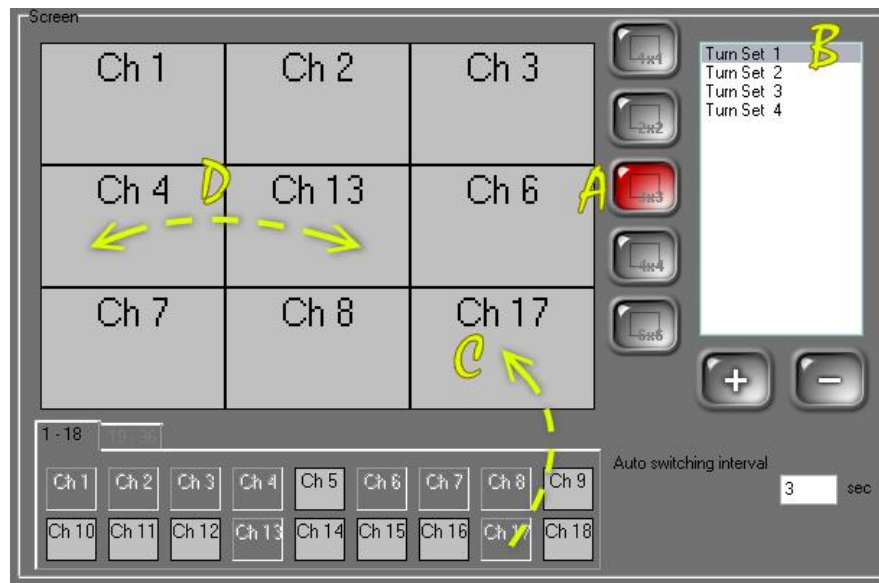 Screen
Ch 1 Ch 2 Ch 3
Ch 4 D Ch 13 Ch 6
Ch 7 Ch 8 Ch 17
C
1x1
2x2
A 3x3
4x4
6x6
Turn Set 1 B
Turn Set 2
Turn Set 3
Turn Set 4
+ -
1 - 18 19 - 36
Ch 1 Ch 2 Ch 3 Ch 4 Ch 5 Ch 6 Ch 7 Ch 8 Ch 9
Ch 10 Ch 11 Ch 12 Ch 13 Ch 14 Ch 15 Ch 16 Ch 17 Ch 18
Auto switching interval
3 sec